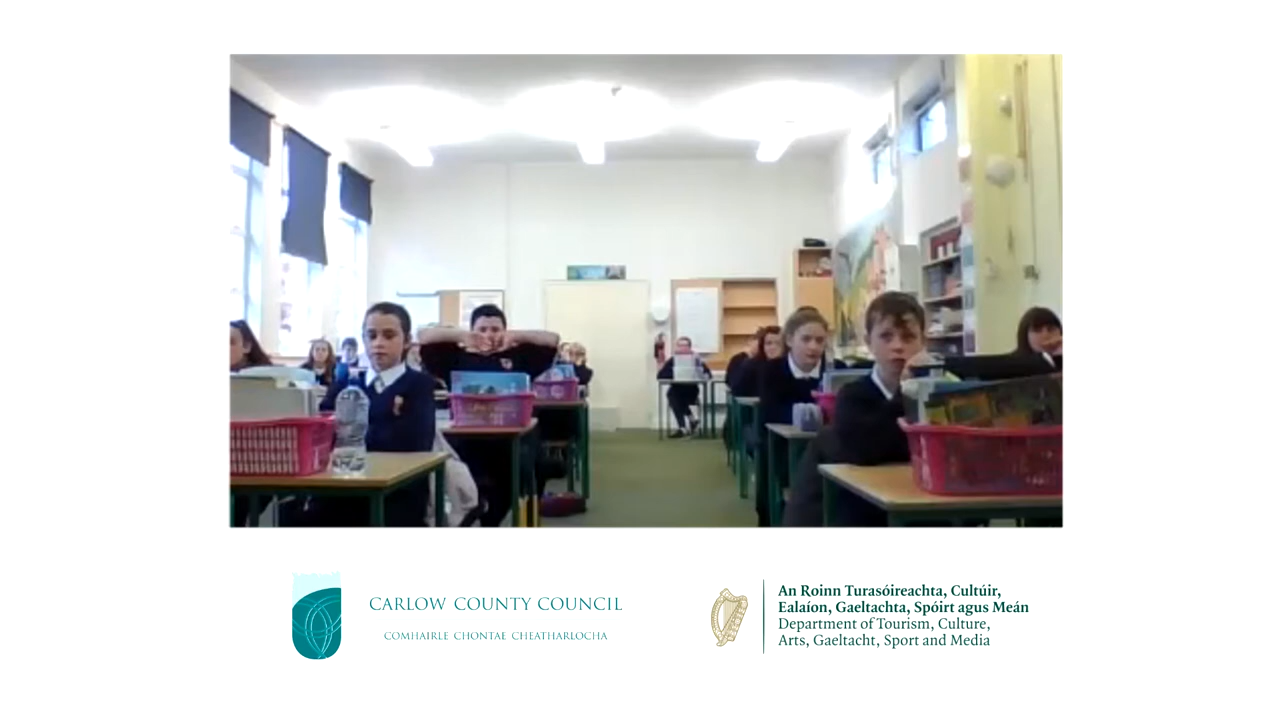 CARLOW COUNTY COUNCIL
COMHAIRLE CHONTAE CHEATHARLOCHA
An Roinn Turasóireachta, Cultúir,
Ealaíon, Gaeltachta, Spóirt agus Meán
Department of Tourism, Culture,
Arts, Gaeltacht, Sport and Media